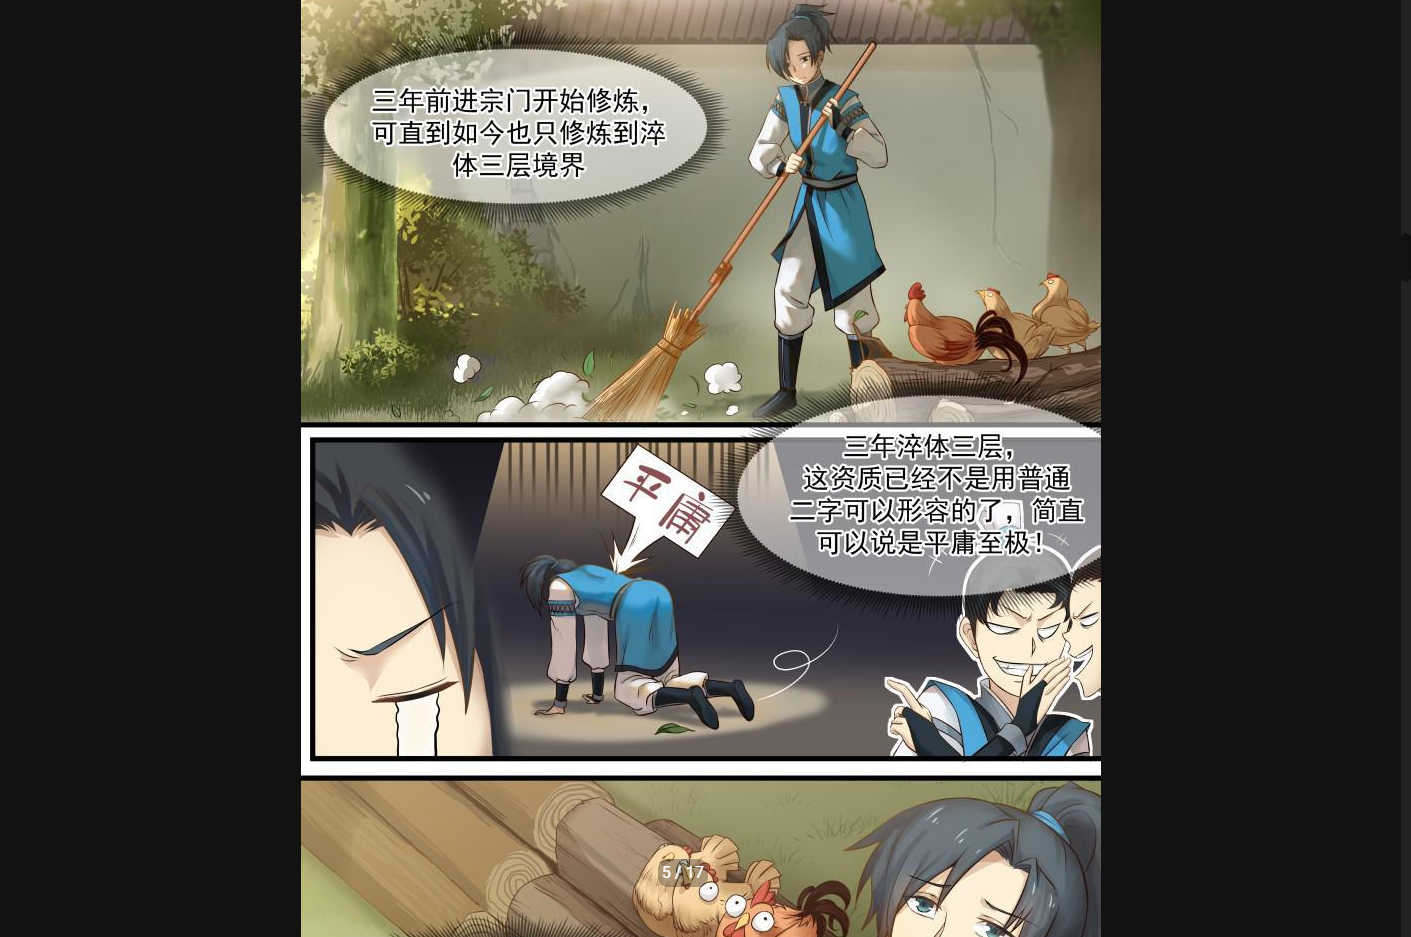 三年前进宗门开始修炼，
可直到如今也只修炼到淬
体三层境界
平庸
三年淬体三层，
这资质已经不是用普通
二字可以形容的了，简直
可以说是平庸至极！
5 / 17